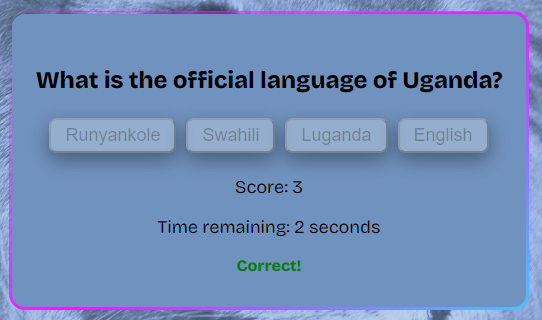 What is the official language of Uganda?
Runyankole Swahili Luganda English
Score: 3
Time remaining: 2 seconds
Correct!